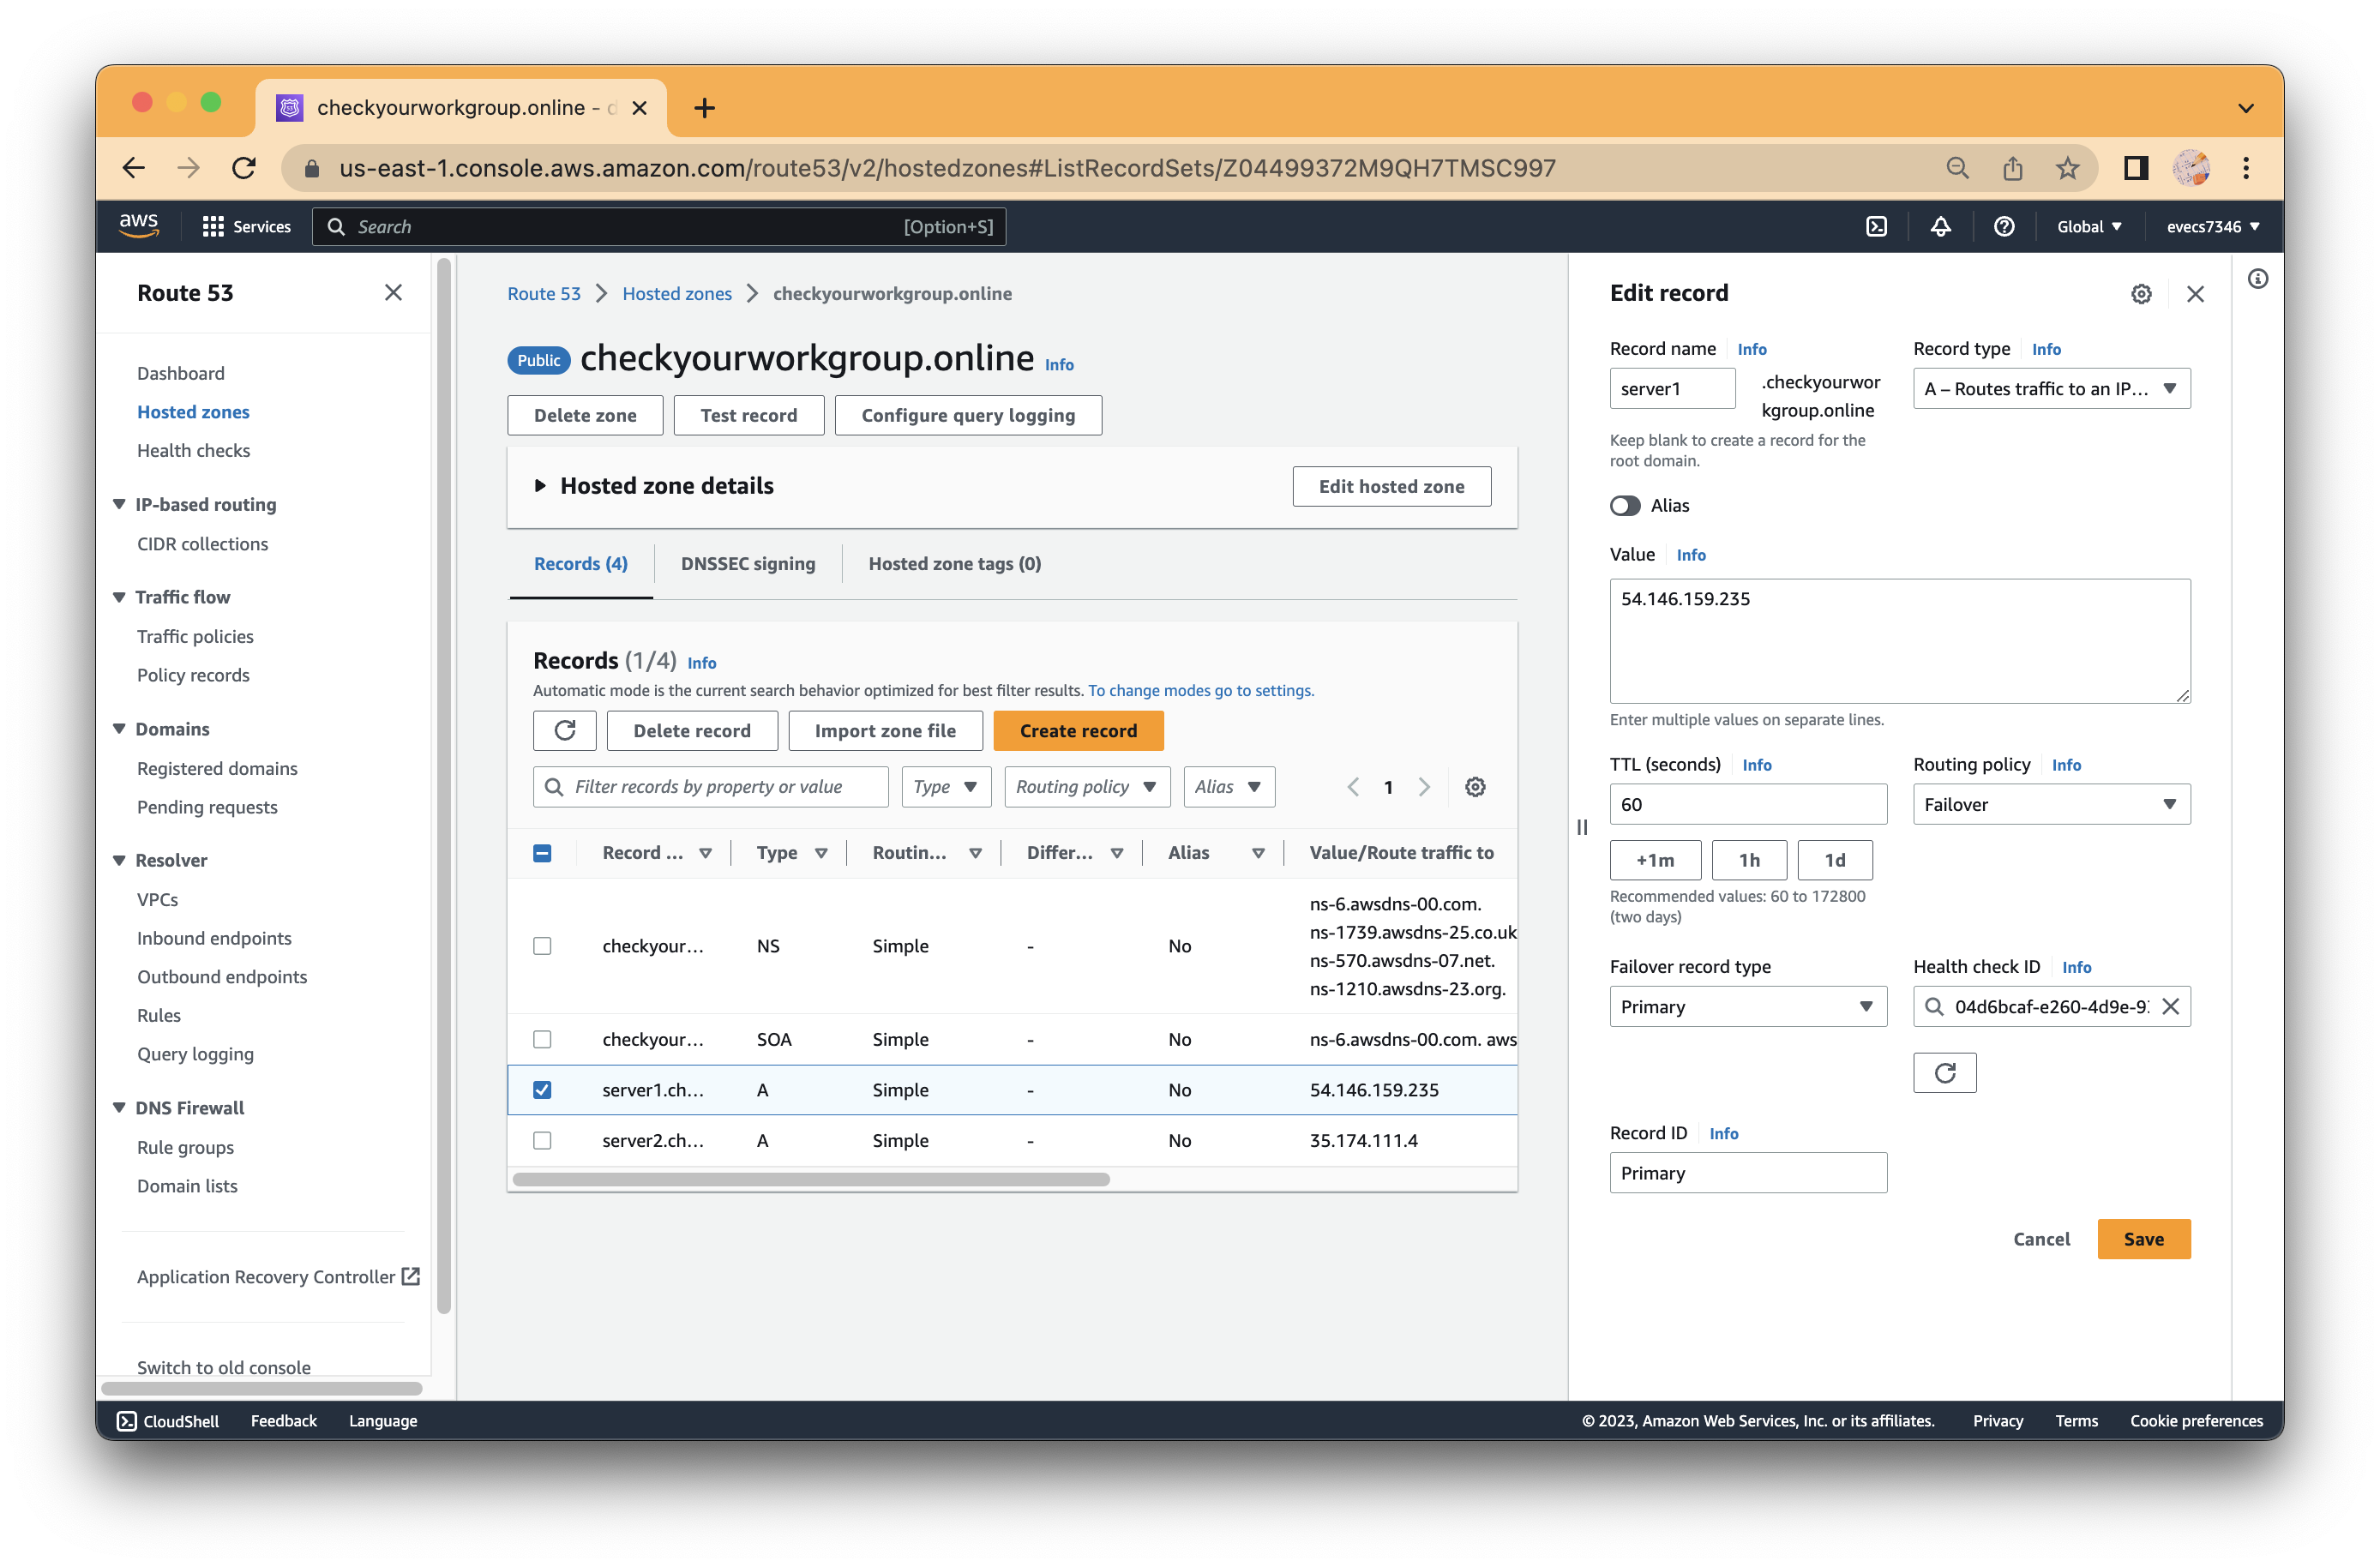 checkyourworkgroup.online - d
us-east-1.console.aws.amazon.com/route53/v2/hostedzones#ListRecordSets/Z04499372M9QH7TMSC997
aws
Services
Search
[Option+S]
Global
evecs7346
Route 53
Dashboard
Hosted zones
Health checks
IP-based routing
CIDR collections
Traffic flow
Traffic policies
Policy records
Domains
Registered domains
Pending requests
Resolver
VPCs
Inbound endpoints
Outbound endpoints
Rules
Query logging
DNS Firewall
Rule groups
Domain lists
Application Recovery Controller
Switch to old console
Route 53 > Hosted zones > checkyourworkgroup.online
Public checkyourworkgroup.online Info
Delete zone Test record Configure query logging
Hosted zone details Edit hosted zone
Records (4) DNSSEC signing Hosted zone tags (0)
Records (1/4) Info
Automatic mode is the current search behavior optimized for best filter results. To change modes go to settings.
Delete record Import zone file Create record
Filter records by property or value Type Routing policy Alias 1
Record ... Type Routin... Differ... Alias Value/Route traffic to
checkyour... NS Simple - No ns-6.awsdns-00.com.
ns-1739.awsdns-25.co.uk
ns-570.awsdns-07.net.
ns-1210.awsdns-23.org.
checkyour... SOA Simple - No ns-6.awsdns-00.com. aws
server1.ch... A Simple - No 54.146.159.235
server2.ch... A Simple - No 35.174.111.4
Edit record
Record name Info
server1 .checkyourwor
kgroup.online
Keep blank to create a record for the
root domain.
Record type Info
A – Routes traffic to an IP...
Alias
Value Info
54.146.159.235
Enter multiple values on separate lines.
TTL (seconds) Info
60
+1m 1h 1d
Recommended values: 60 to 172800
(two days)
Routing policy Info
Failover
Failover record type
Primary
Health check ID Info
04d6bcaf-e260-4d9e-9
Record ID Info
Primary
Cancel Save
CloudShell Feedback Language
© 2023, Amazon Web Services, Inc. or its affiliates. Privacy Terms Cookie preferences